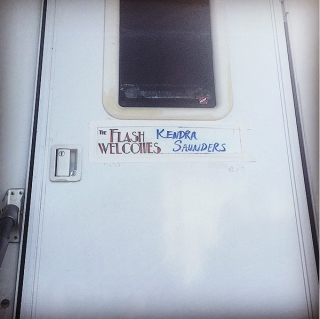 THE FLASH KENDRA
WELCOMES SAUNDERS